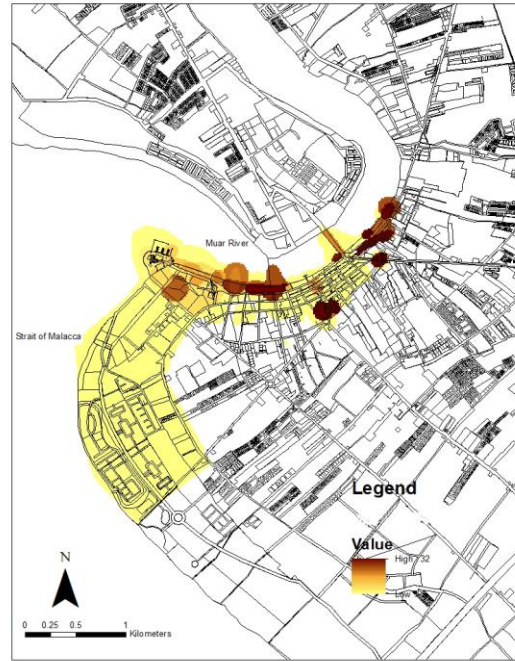 Muar River
Strait of Malacca
Legend
Value
High : 32
Low
N
0 0.25 0.5 1
Kilometers